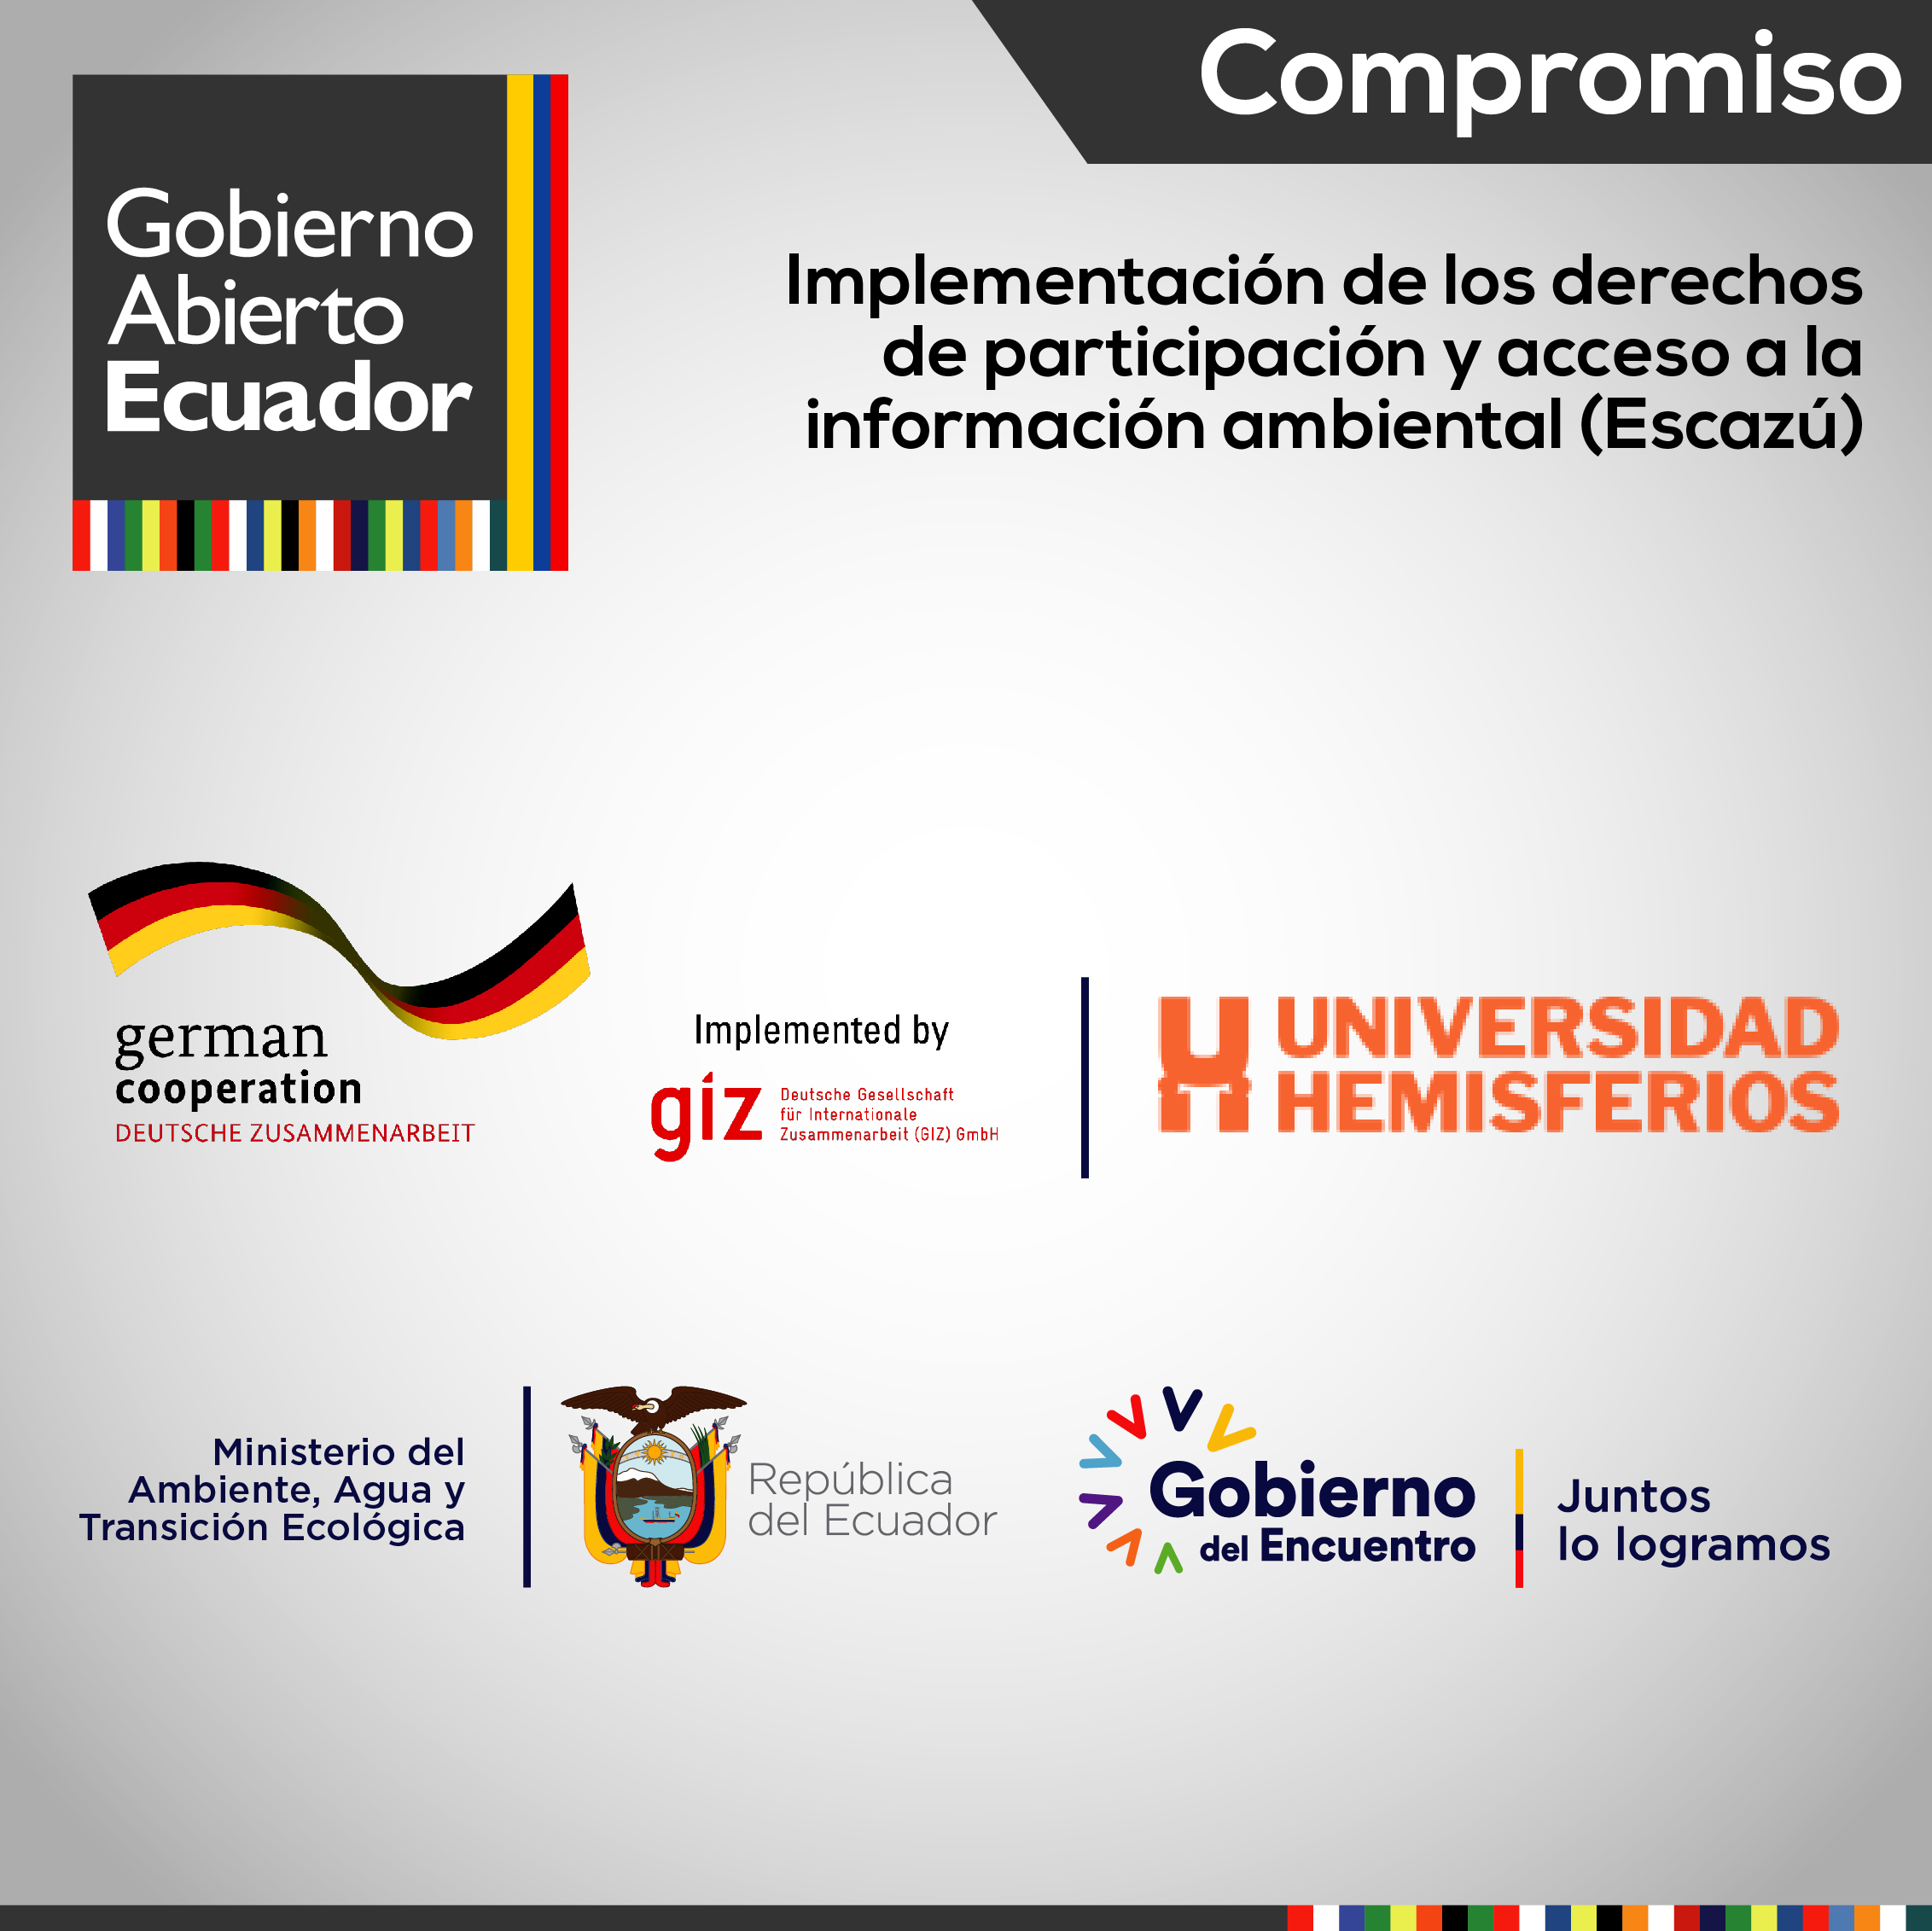 Compromiso
Gobierno
Abierto
Ecuador
Implementación de los derechos
de participación y acceso a la
información ambiental (Escazú)
german
cooperation
DEUTSCHE ZUSAMMENARBEIT
Implemented by
giz
Deutsche Gesellschaft
für Internationale
Zusammenarbeit (GIZ) GmbH
UNIVERSIDAD
HEMISFERIOS
Ministerio del
Ambiente, Agua y
Transición Ecológica
República
del Ecuador
Gobierno
del Encuentro
Juntos
lo logramos